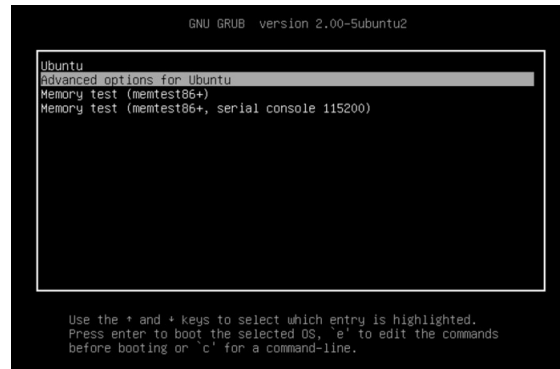 GNU GRUB version 2.00-5ubuntu2
Ubuntu
Advanced options for Ubuntu
Memory test (memtest86+)
Memory test (memtest86+, serial console 115200)
Use the ↑ and ↓ keys to select which entry is highlighted.
Press enter to boot the selected OS, `e' to edit the commands
before booting or `c' for a command-line.